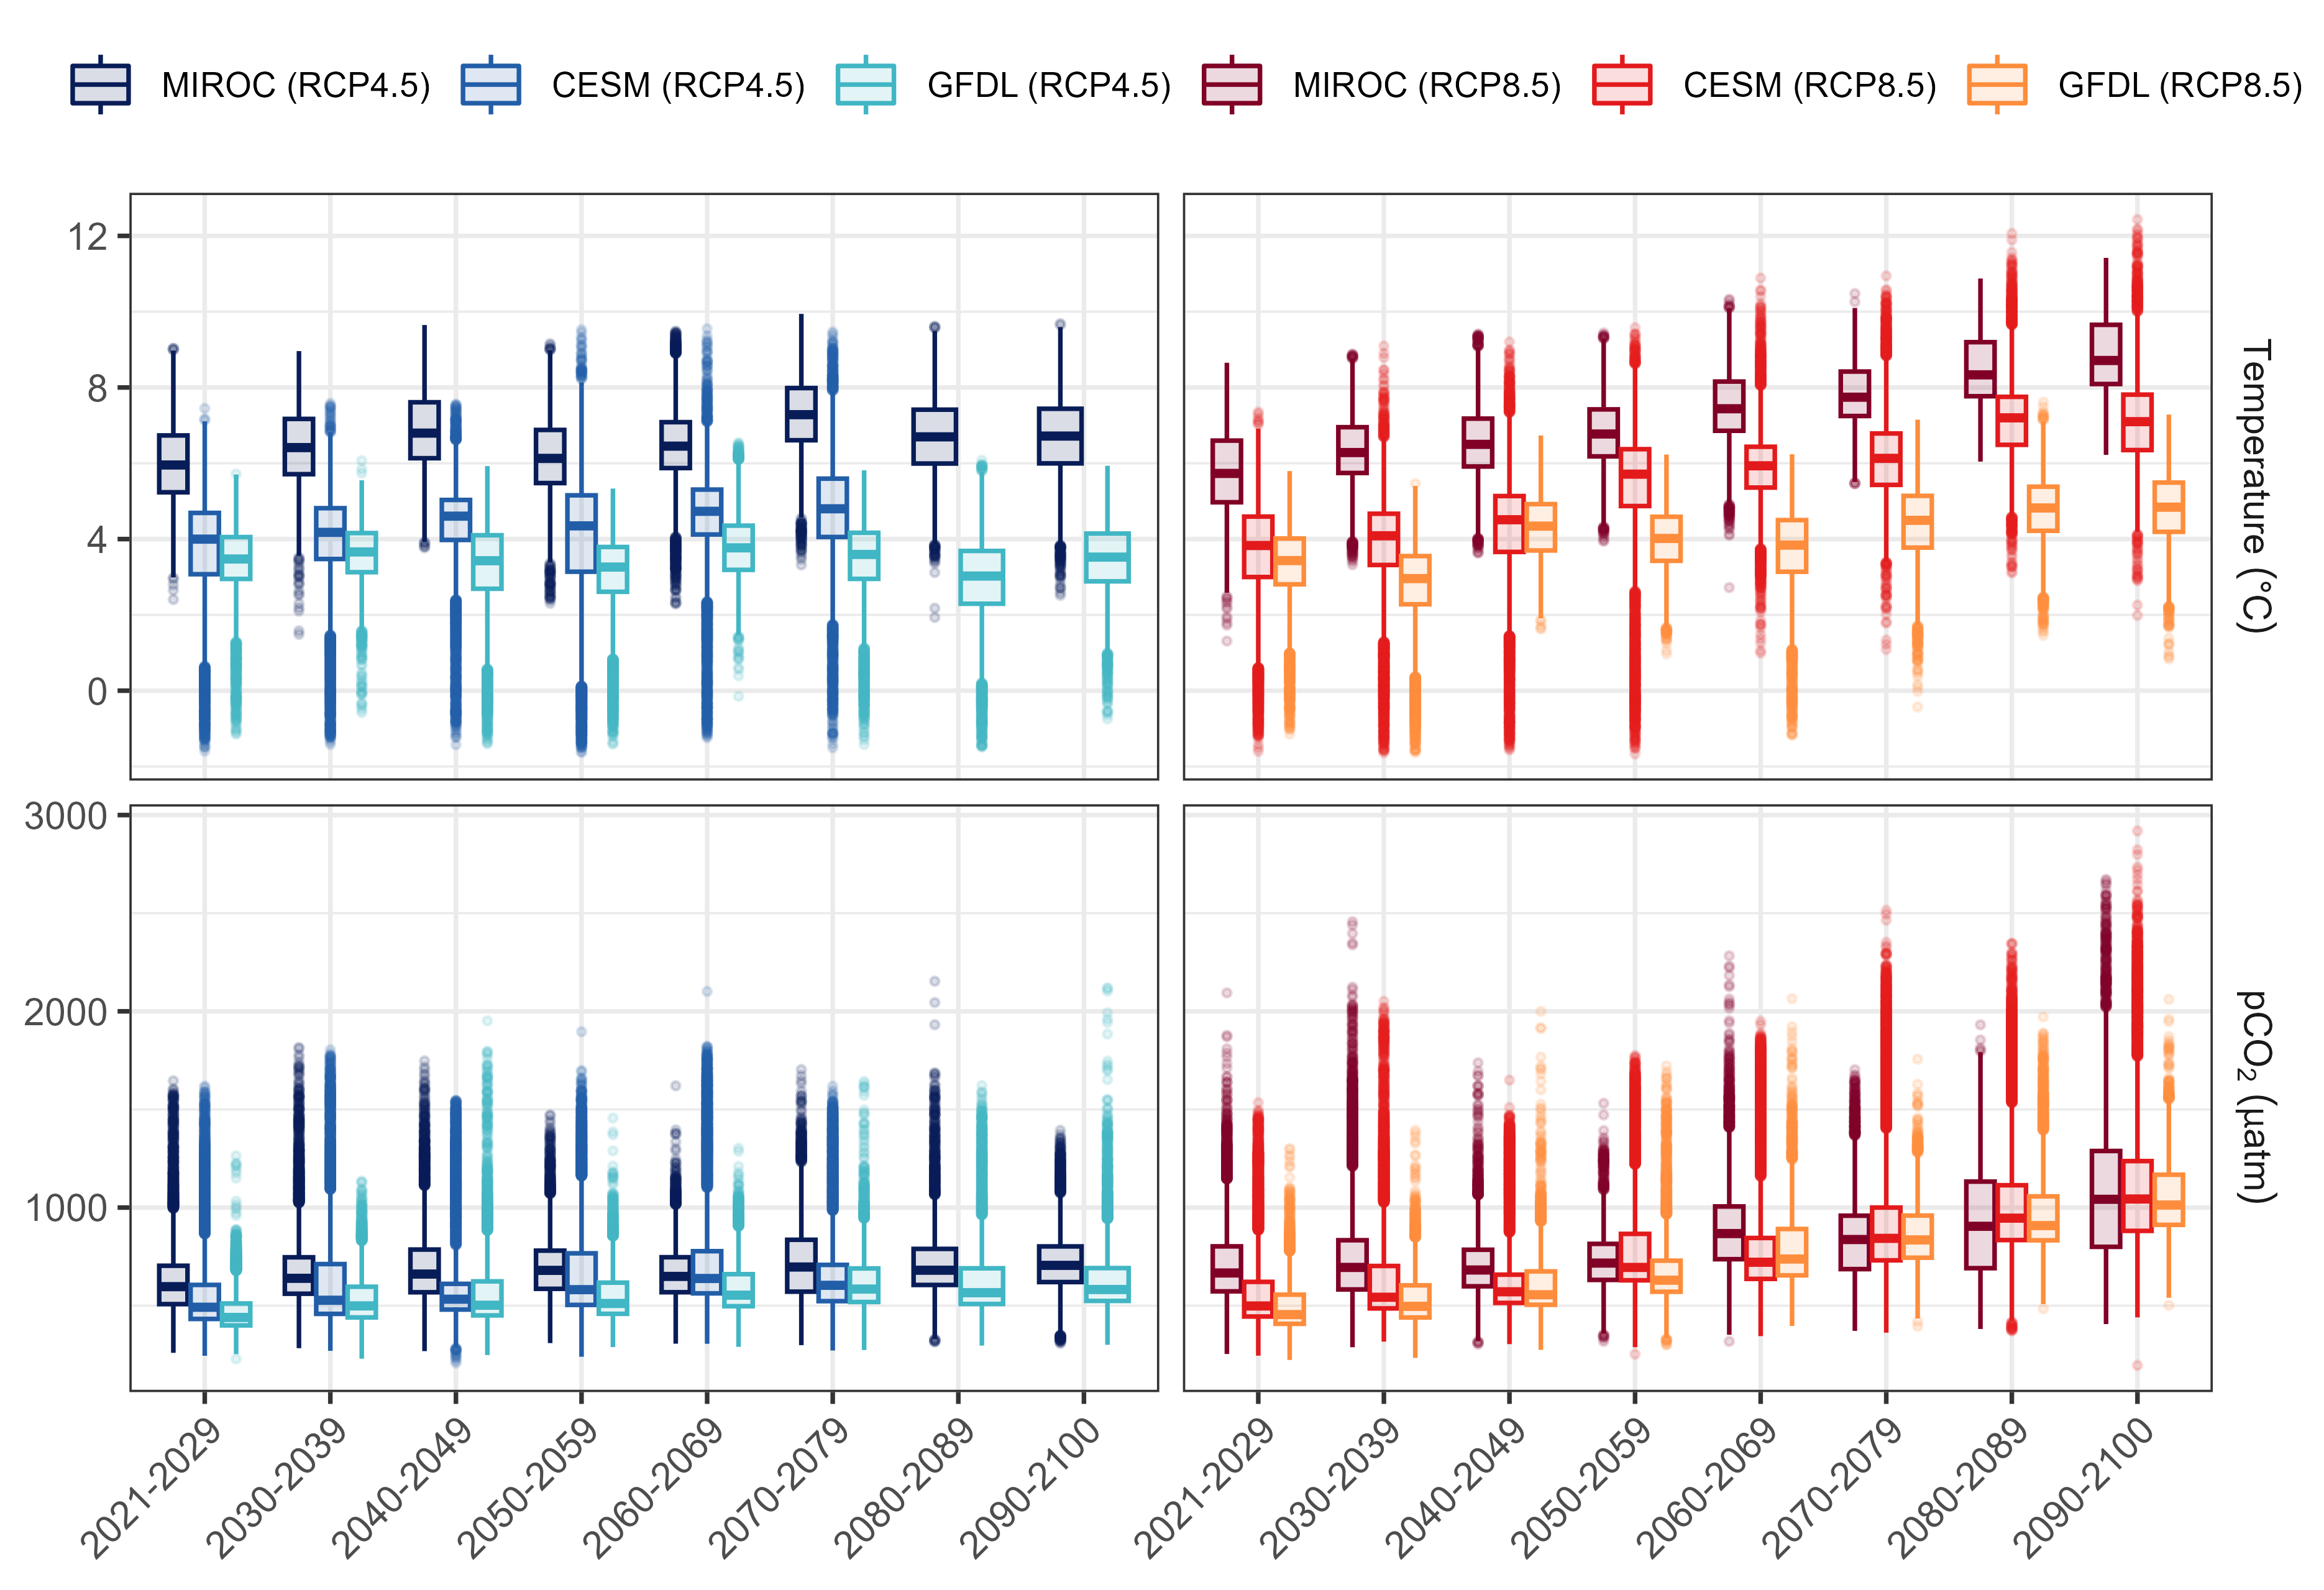 MIROC (RCP4.5) CESM (RCP4.5) GFDL (RCP4.5) MIROC (RCP8.5) CESM (RCP8.5) GFDL (RCP8.5)
12
8
4
0
Temperature (°C)
3000
2000
1000
pCO₂ (µatm)
2021-2029 2030-2039 2040-2049 2050-2059 2060-2069 2070-2079 2080-2089 2090-2100
2021-2029 2030-2039 2040-2049 2050-2059 2060-2069 2070-2079 2080-2089 2090-2100